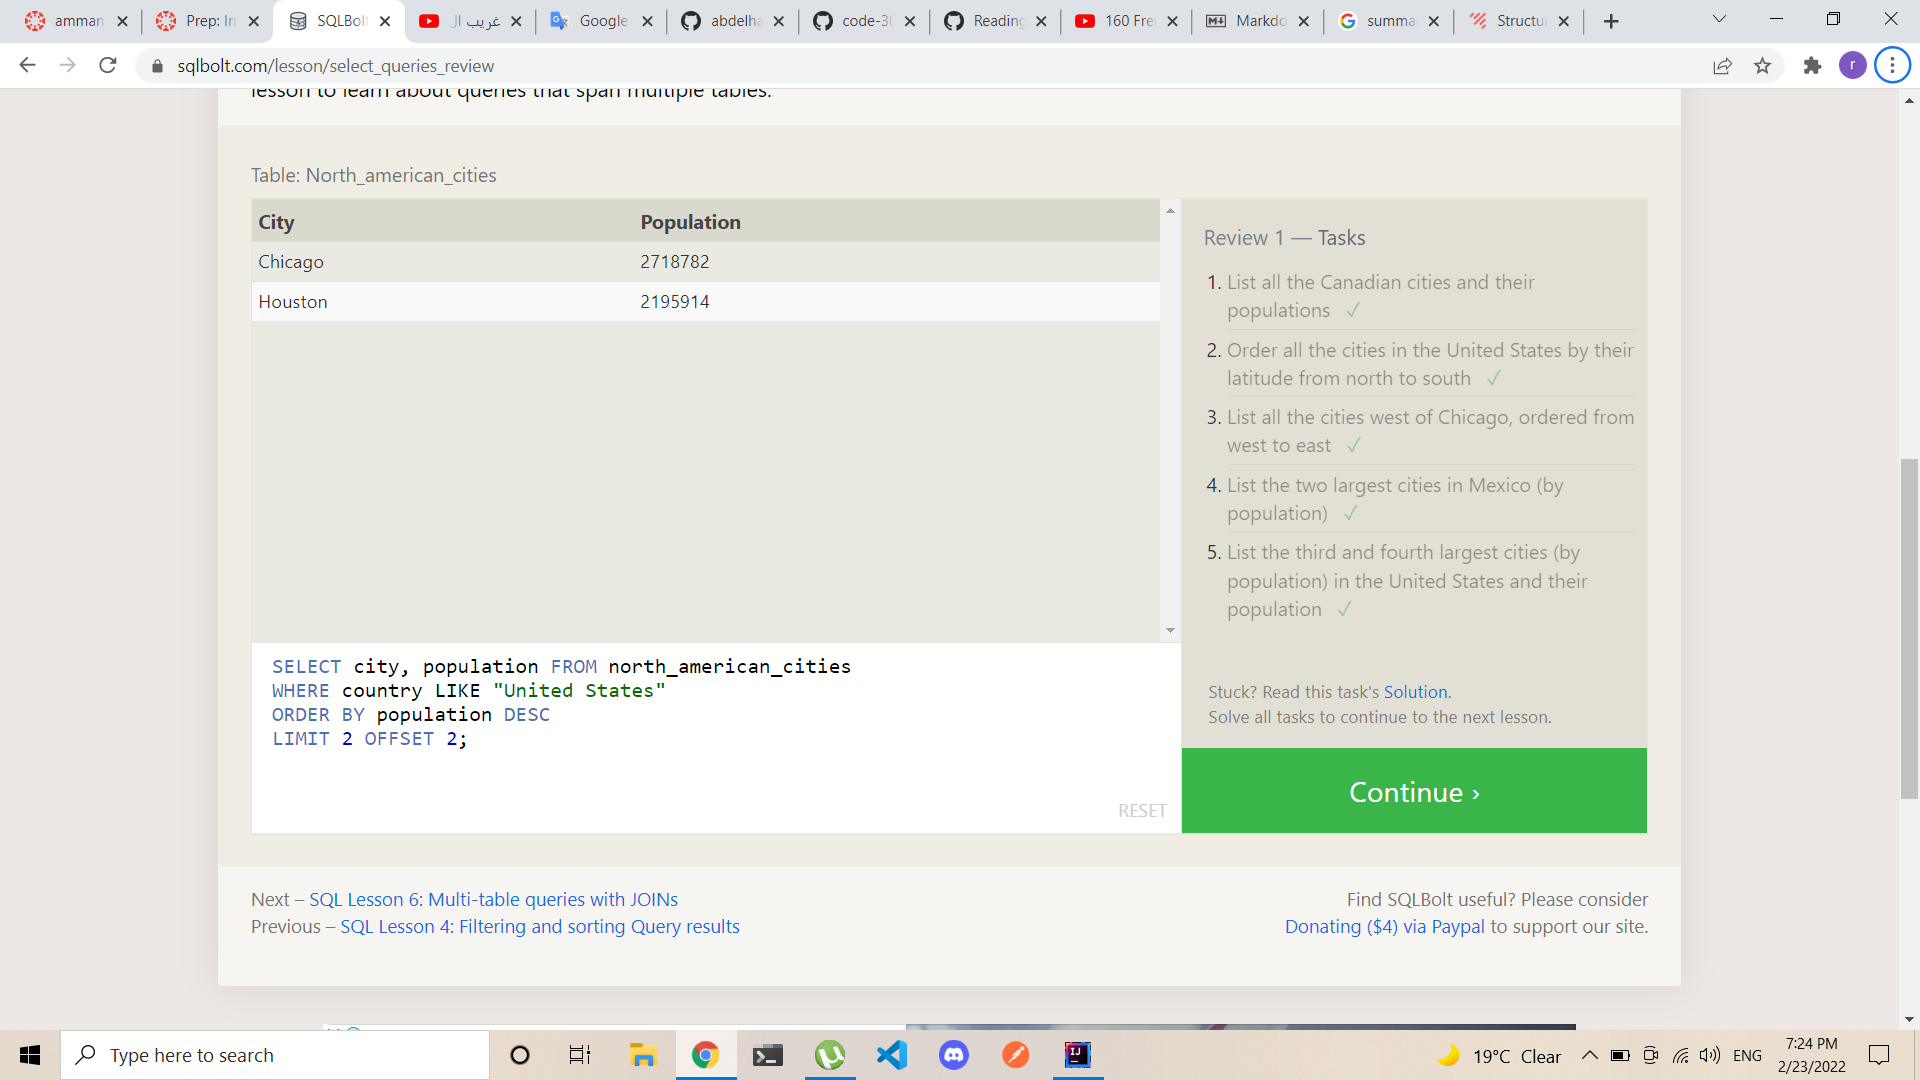 amman
Prep: In
SQLBolt
غريب ال
Google
abdelha
code-30
Reading
160 Fre
Markdo
summa
Structu
sqlbolt.com/lesson/select_queries_review
r
lesson to learn about queries that span multiple tables.
Table: North_american_cities
City Population
Chicago 2718782
Houston 2195914
Review 1 — Tasks
1. List all the Canadian cities and their
populations ✓
2. Order all the cities in the United States by their
latitude from north to south ✓
3. List all the cities west of Chicago, ordered from
west to east ✓
4. List the two largest cities in Mexico (by
population) ✓
5. List the third and fourth largest cities (by
population) in the United States and their
population ✓
SELECT city, population FROM north_american_cities
WHERE country LIKE "United States"
ORDER BY population DESC
LIMIT 2 OFFSET 2;
RESET
Stuck? Read this task's Solution.
Solve all tasks to continue to the next lesson.
Continue ›
Next – SQL Lesson 6: Multi-table queries with JOINs
Previous – SQL Lesson 4: Filtering and sorting Query results
Find SQLBolt useful? Please consider
Donating ($4) via Paypal to support our site.
Type here to search
19°C Clear
ENG
7:24 PM
2/23/2022